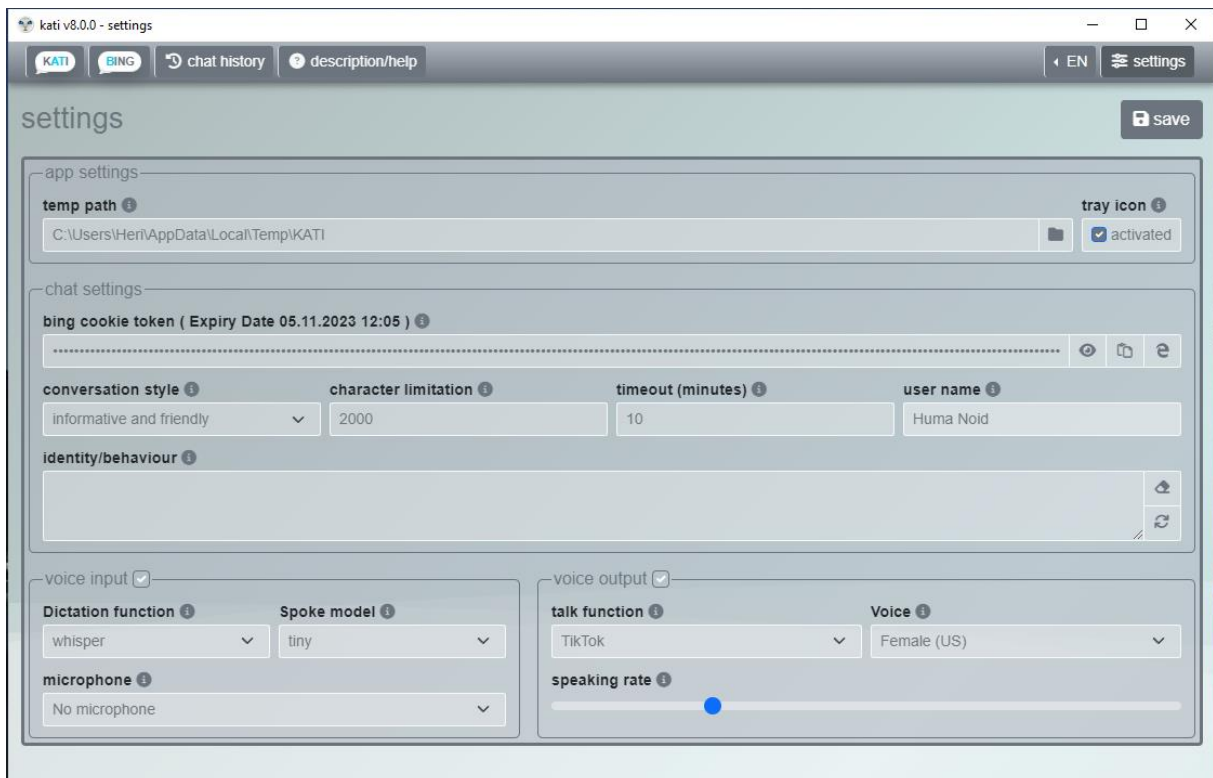 kati v8.0.0 - settings
KATI BING chat history description/help EN settings
settings save
app settings
temp path tray icon
C:\Users\Heri\AppData\Local\Temp\KATI activated
chat settings
bing cookie token ( Expiry Date 05.11.2023 12:05 )
conversation style character limitation timeout (minutes) user name
informative and friendly 2000 10 Huma Noid
identity/behaviour
voice input voice output
Dictation function Spoke model talk function Voice
whisper tiny TikTok Female (US)
microphone speaking rate
No microphone